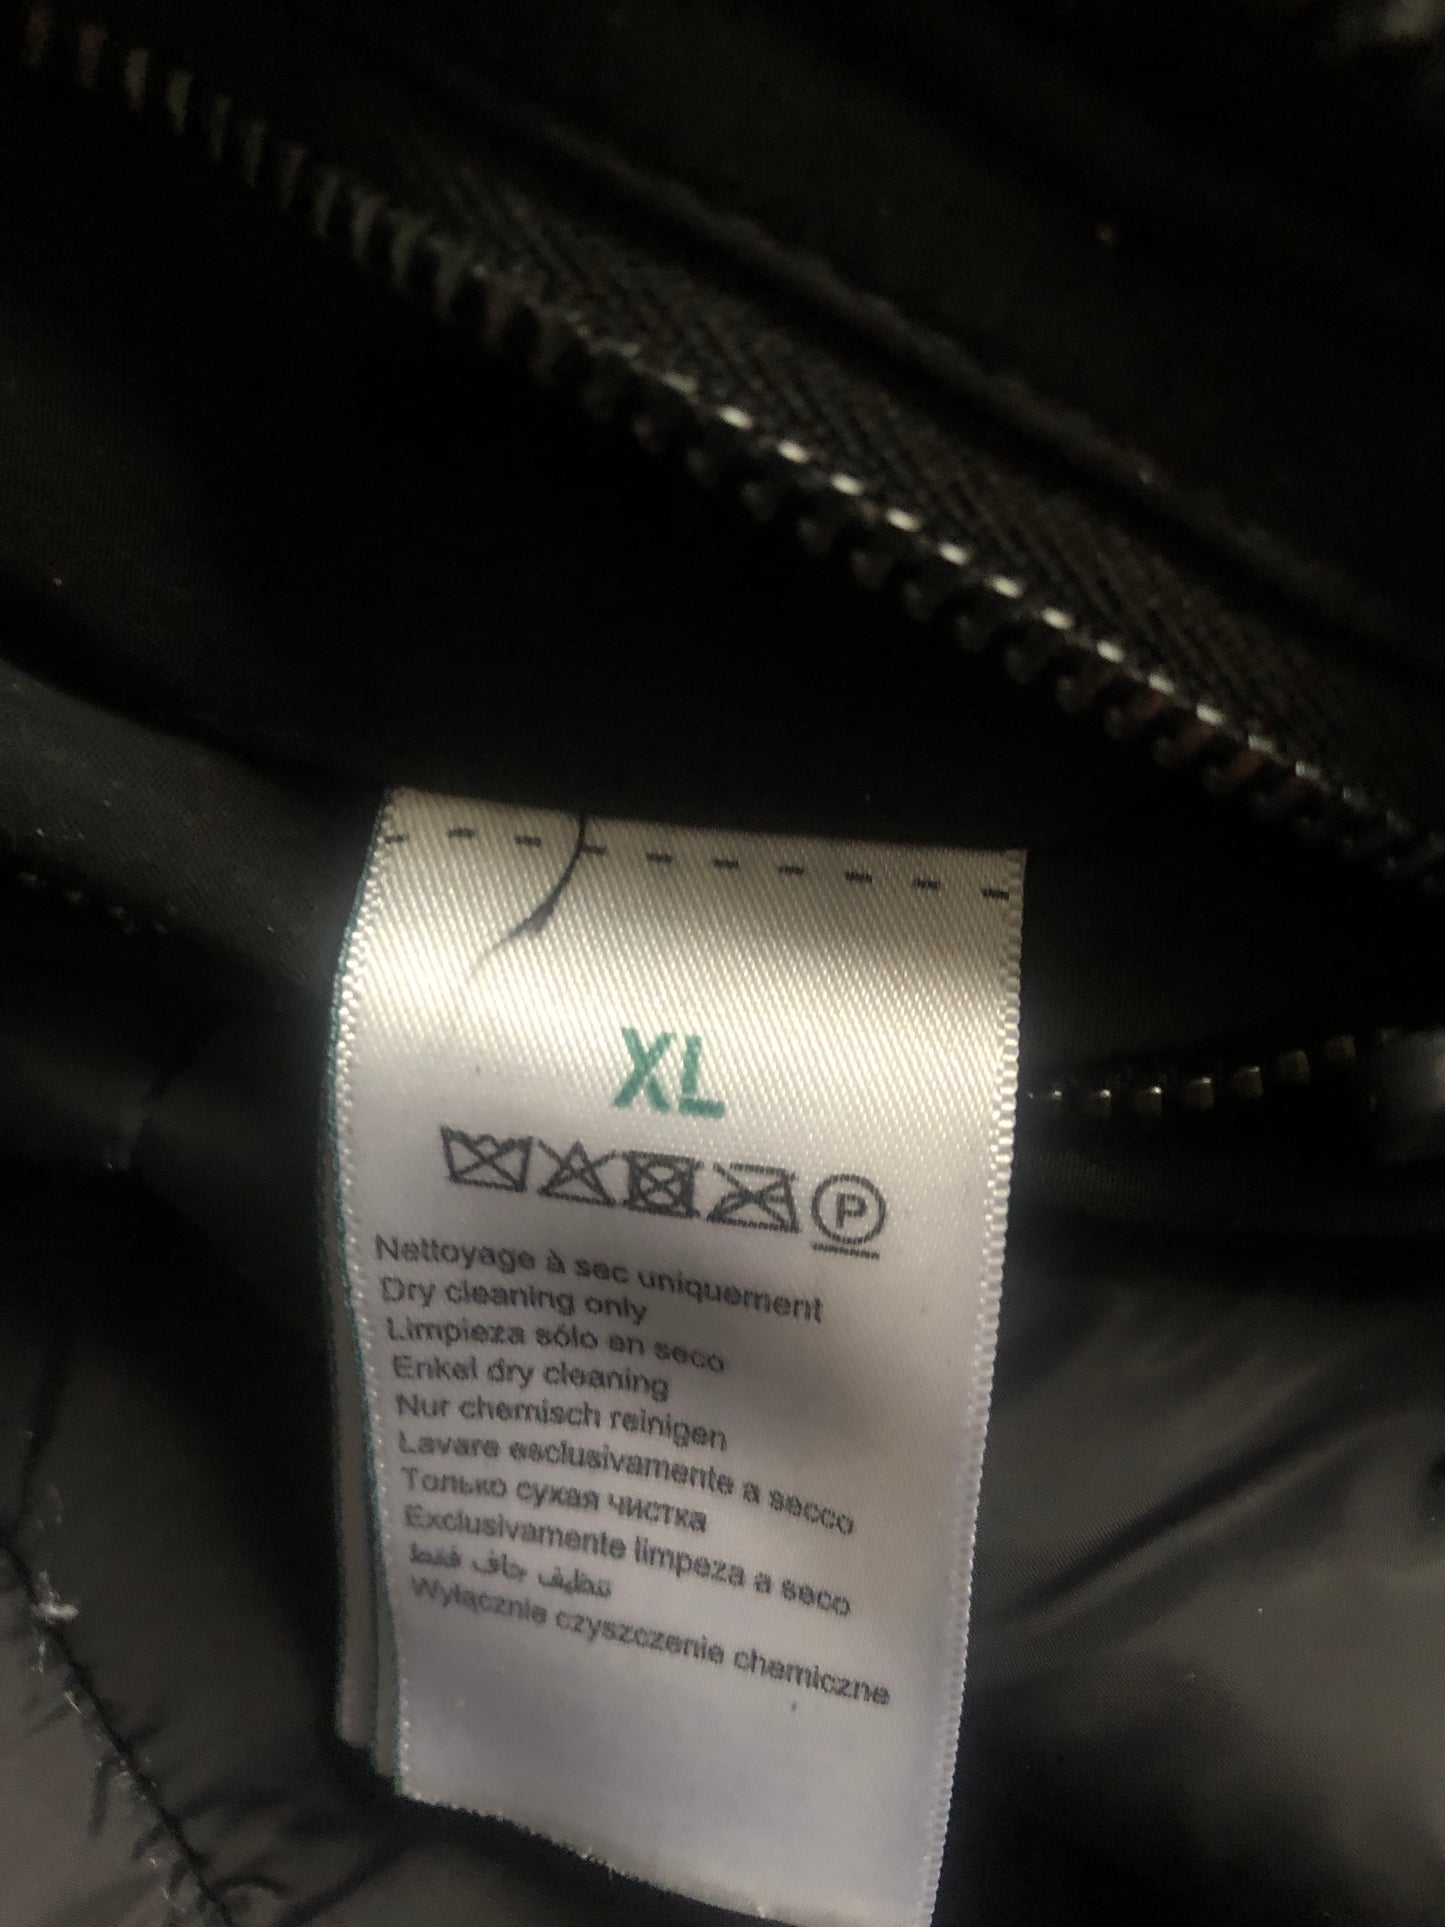 XL
P
Nettoyage à sec uniquement
Dry cleaning only
Limpieza sólo en seco
Enkel dry cleaning
Nur chemisch reinigen
Lavare esclusivamente a secco
Только сухая чистка
Exclusivamente limpeza a seco
تنظيف جاف فقط
Wyłącznie czyszczenie chemiczne